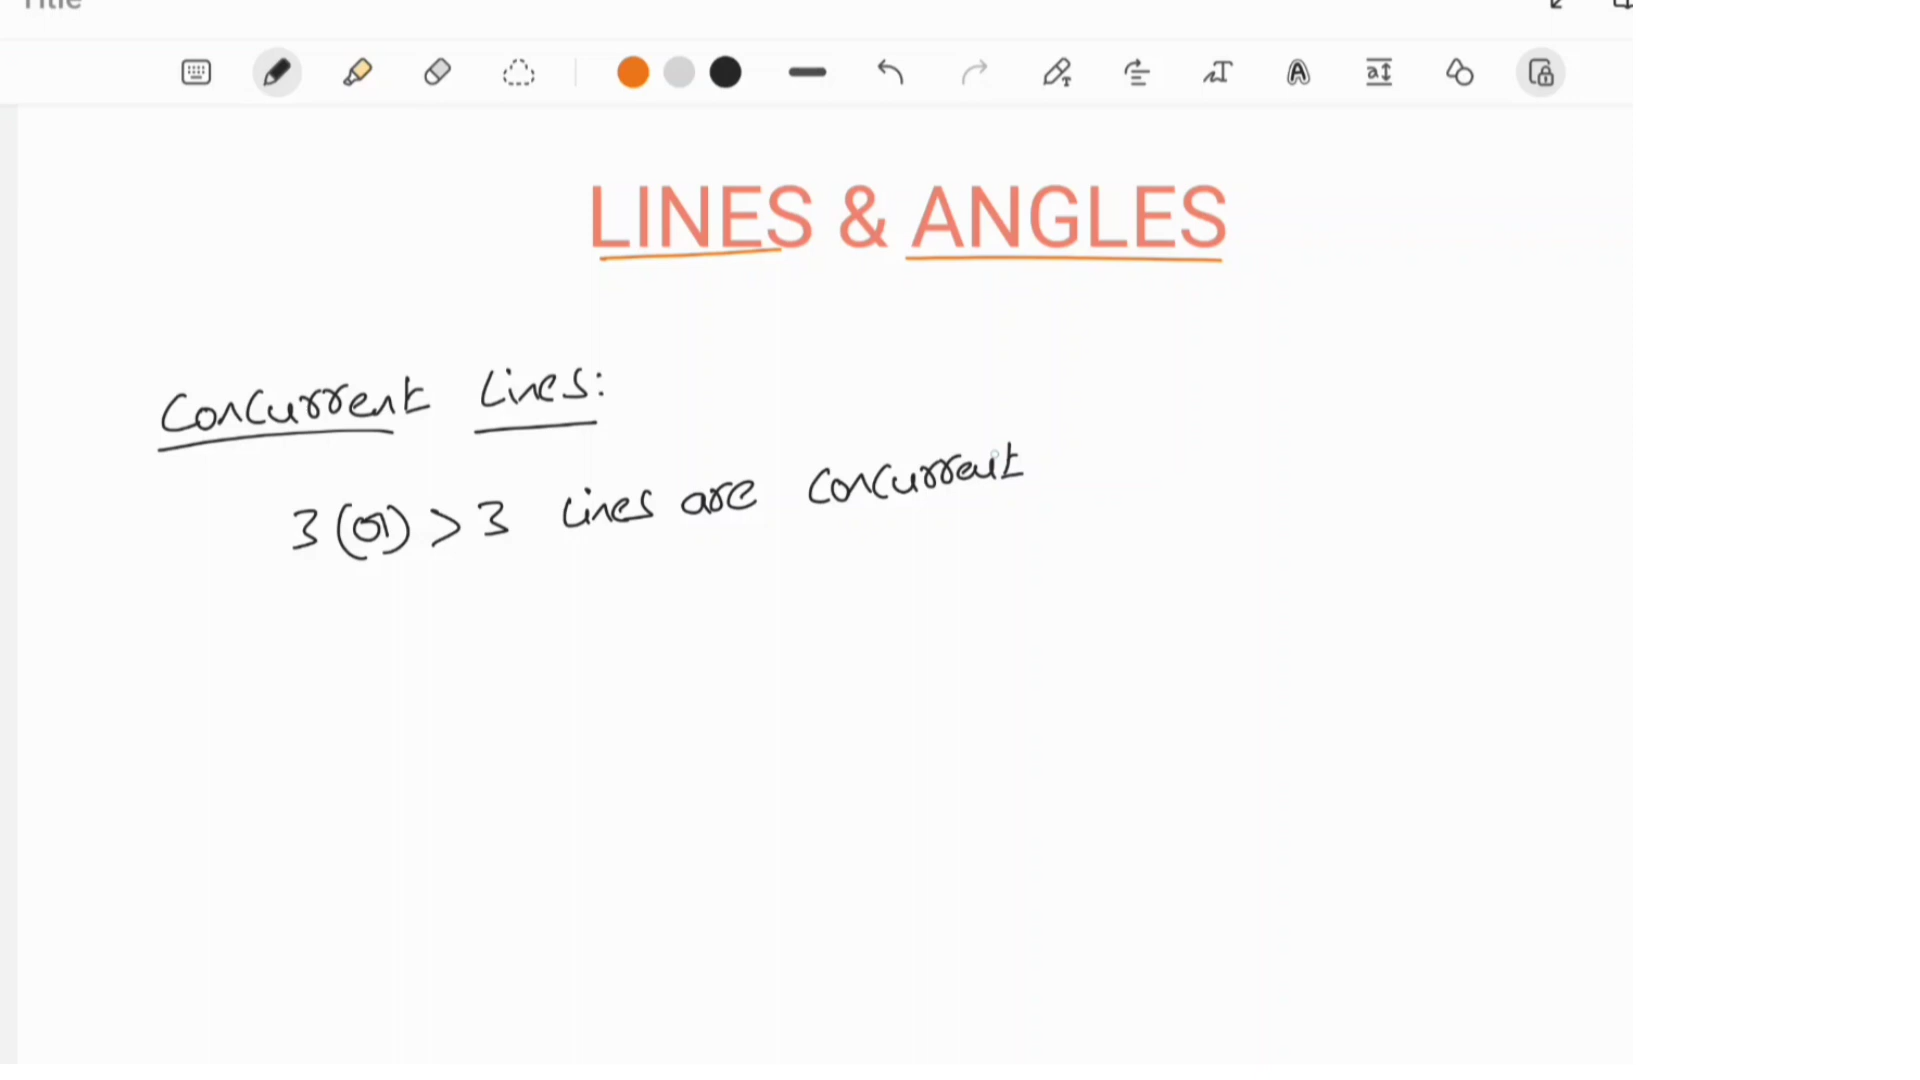 Title
LINES & ANGLES
Concurrent Lines:
3 (or) > 3 lines are concurrent